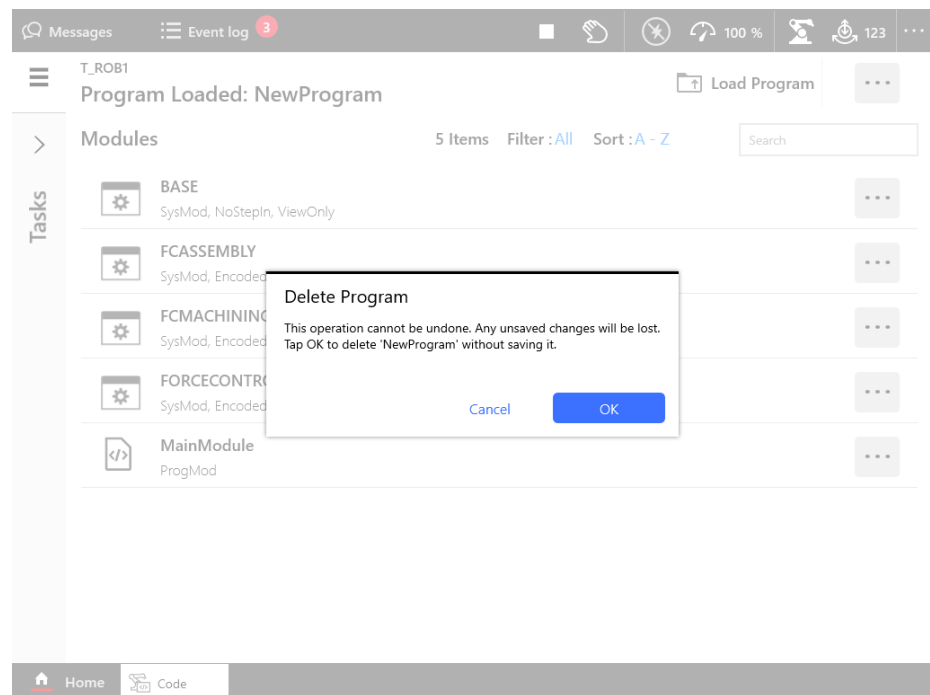 Messages
Event log 3
100 %
123
T_ROB1
Program Loaded: NewProgram
Load Program
Modules
5 Items Filter : All Sort : A - Z
Search
Tasks
BASE
SysMod, NoStepIn, ViewOnly
FCASSEMBLY
SysMod, Encoded
FCMACHINING
SysMod, Encoded
FORCECONTR
SysMod, Encoded
MainModule
ProgMod
Delete Program
This operation cannot be undone. Any unsaved changes will be lost.
Tap OK to delete 'NewProgram' without saving it.
Cancel
OK
Home
Code